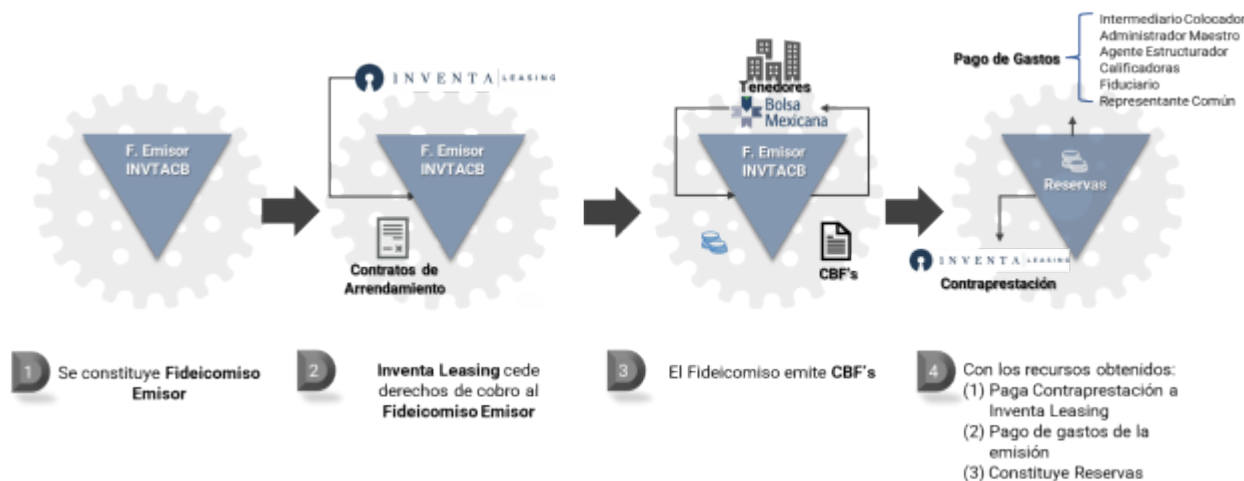 F. Emisor
INVTACB
INVENTA LEASING
F. Emisor
INVTACB
Contratos de
Arrendamiento
Tenedores
Bolsa
Mexicana
F. Emisor
INVTACB
CBF's
Pago de Gastos
Intermediario Colocador
Administrador Maestro
Agente Estructurador
Calificadoras
Fiduciario
Representante Común
Reservas
INVENTA LEASING
Contraprestación
1
Se constituye Fideicomiso
Emisor
2
Inventa Leasing cede
derechos de cobro al
Fideicomiso Emisor
3
El Fideicomiso emite CBF's
4
Con los recursos obtenidos:
(1) Paga Contraprestación a
Inventa Leasing
(2) Pago de gastos de la
emisión
(3) Constituye Reservas